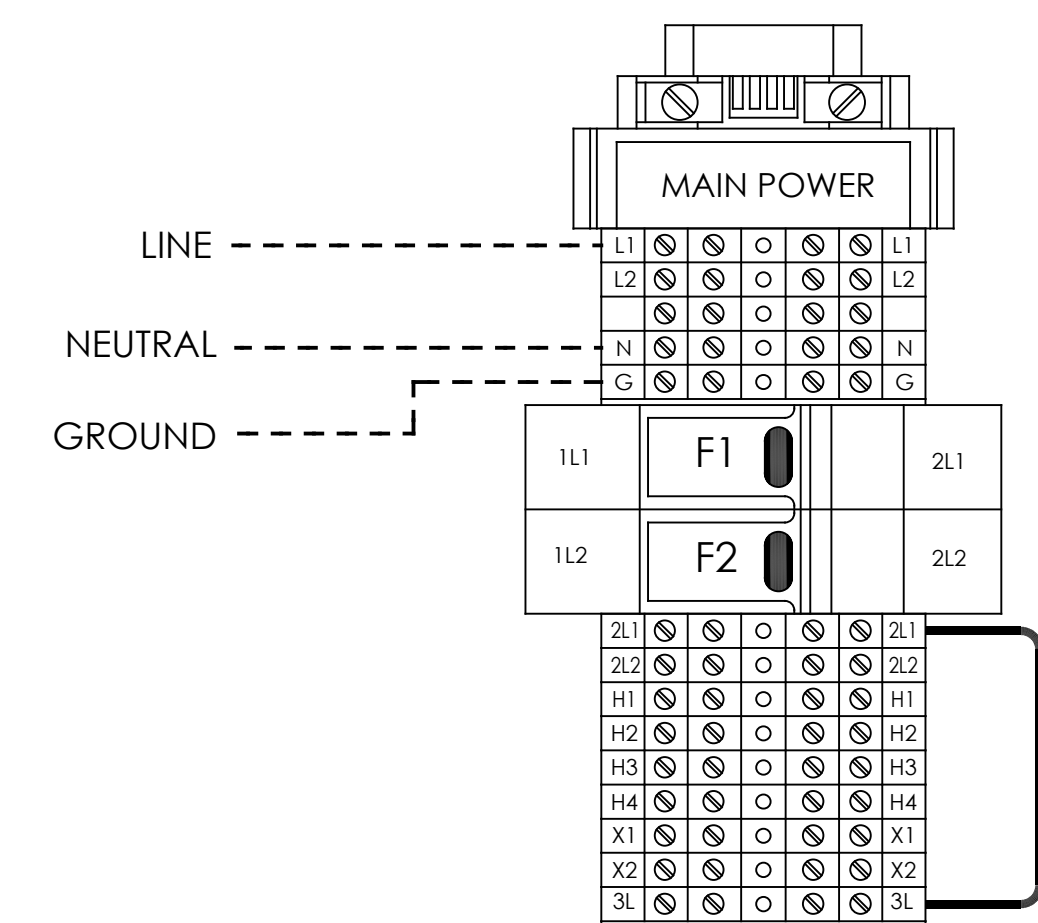 MAIN POWER
LINE L1 L1
L2 L2
NEUTRAL N N
G G
GROUND
1L1 F1 2L1
1L2 F2 2L2
2L1 2L1
2L2 2L2
H1 H1
H2 H2
H3 H3
H4 H4
X1 X1
X2 X2
3L 3L